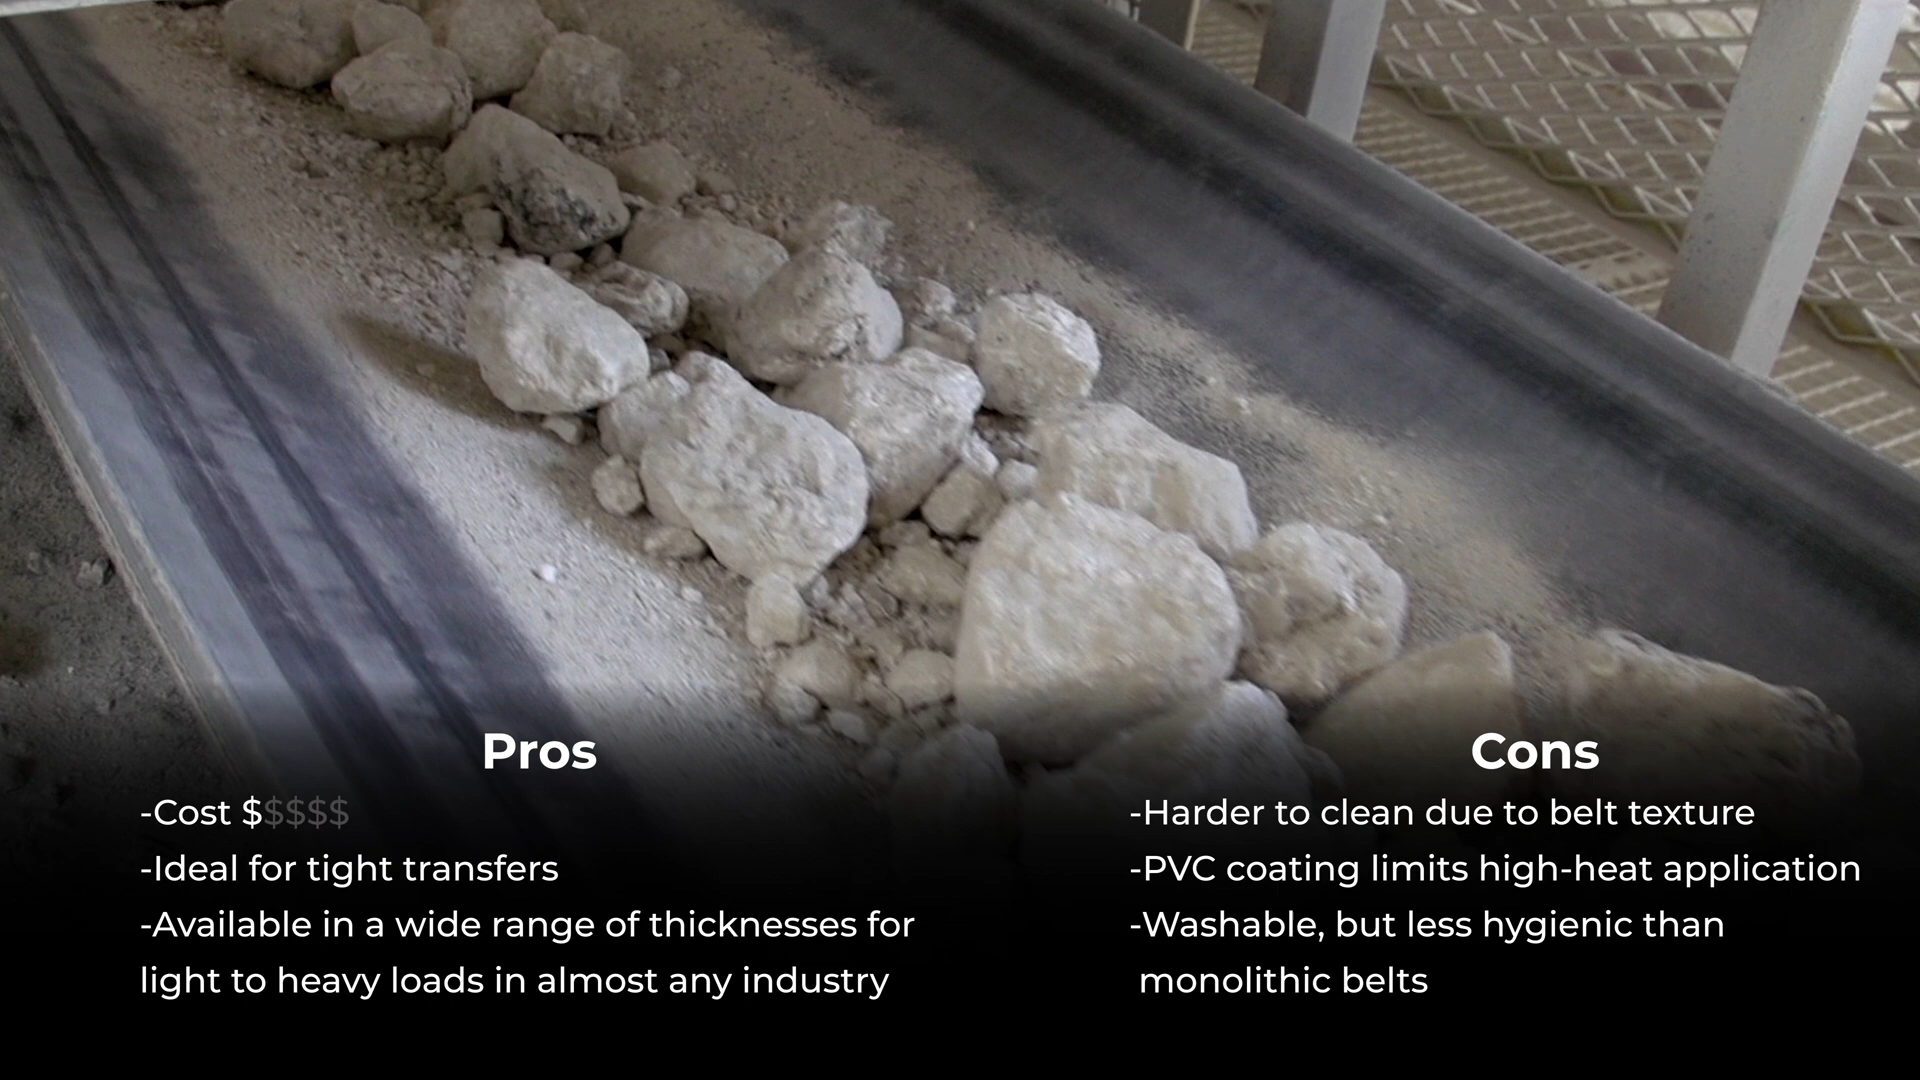 Pros
-Cost $$$$$
-Ideal for tight transfers
-Available in a wide range of thicknesses for
light to heavy loads in almost any industry
Cons
-Harder to clean due to belt texture
-PVC coating limits high-heat application
-Washable, but less hygienic than
monolithic belts